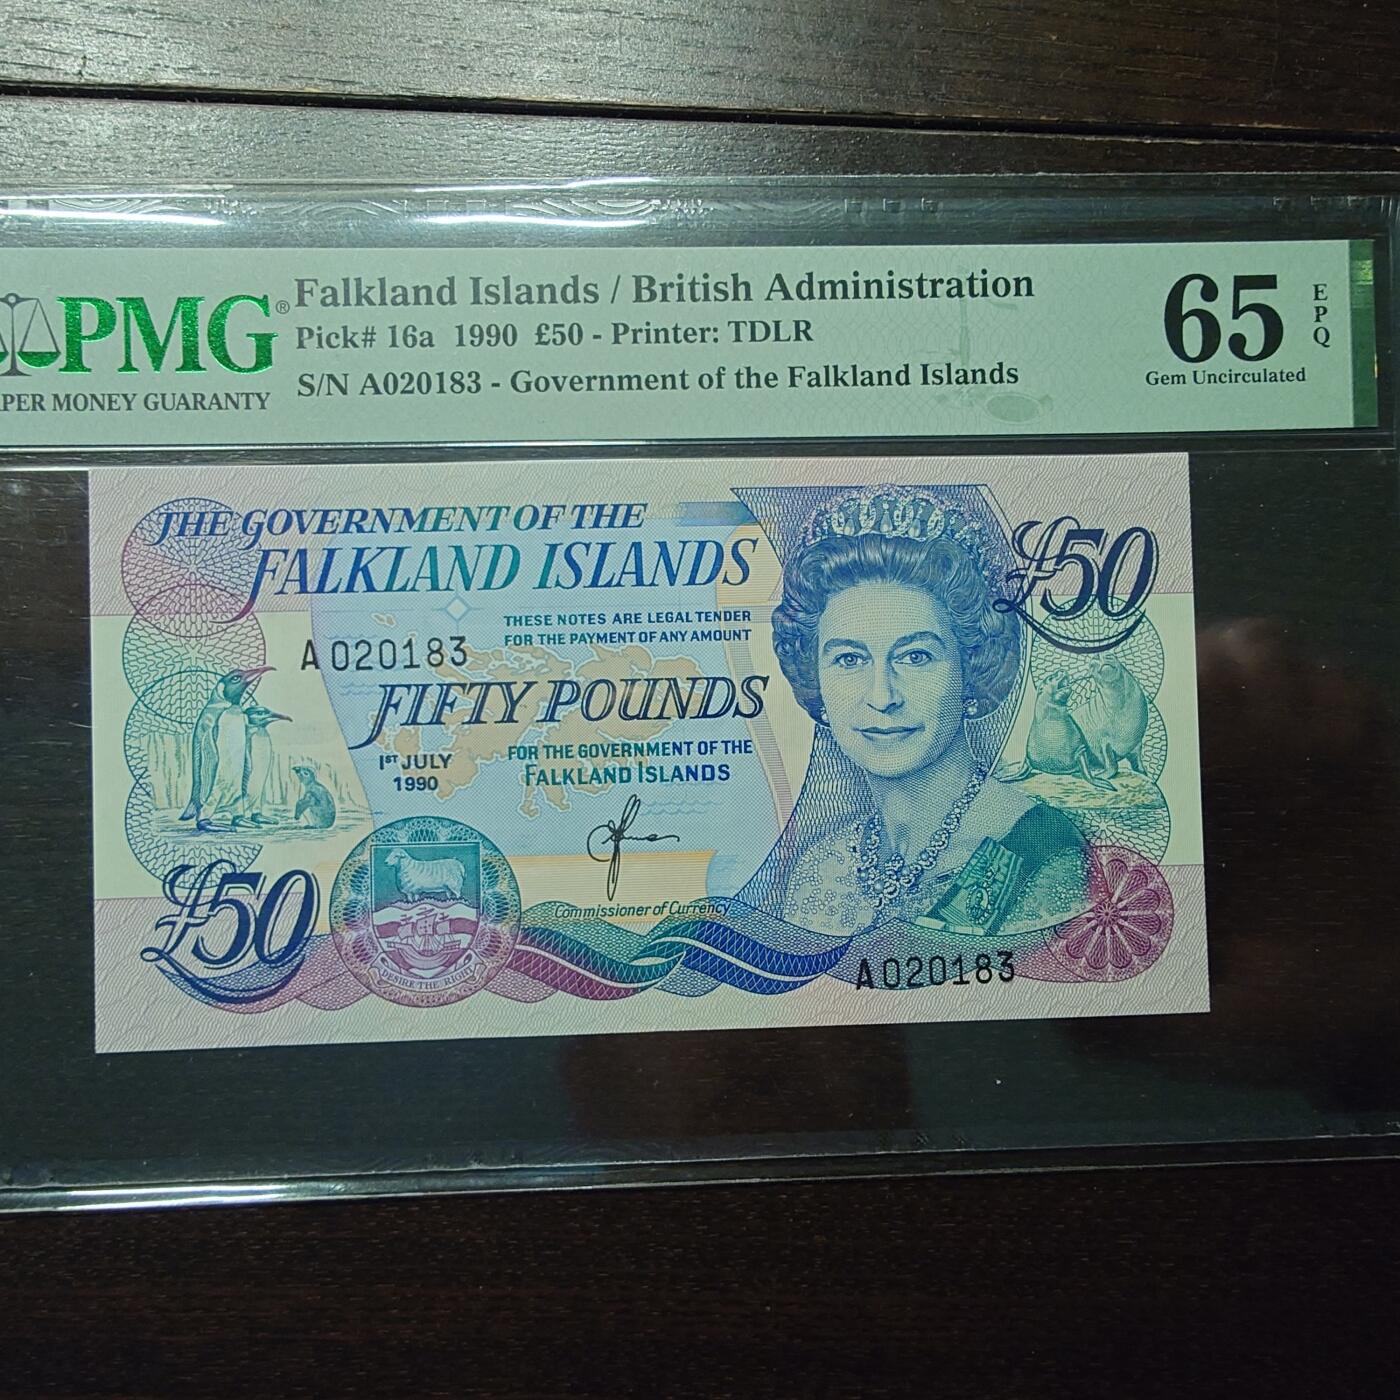 PMG®
PER MONEY GUARANTY
Falkland Islands / British Administration
Pick# 16a 1990 £50 - Printer: TDLR
S/N A020183 - Government of the Falkland Islands
65
EPQ
Gem Uncirculated
THE GOVERNMENT OF THE
FALKLAND ISLANDS
£50
THESE NOTES ARE LEGAL TENDER
FOR THE PAYMENT OF ANY AMOUNT
A020183
FIFTY POUNDS
1ST JULY
1990
FOR THE GOVERNMENT OF THE
FALKLAND ISLANDS
Commissioner of Currency
£50
DESIRE THE RIGHT
A020183